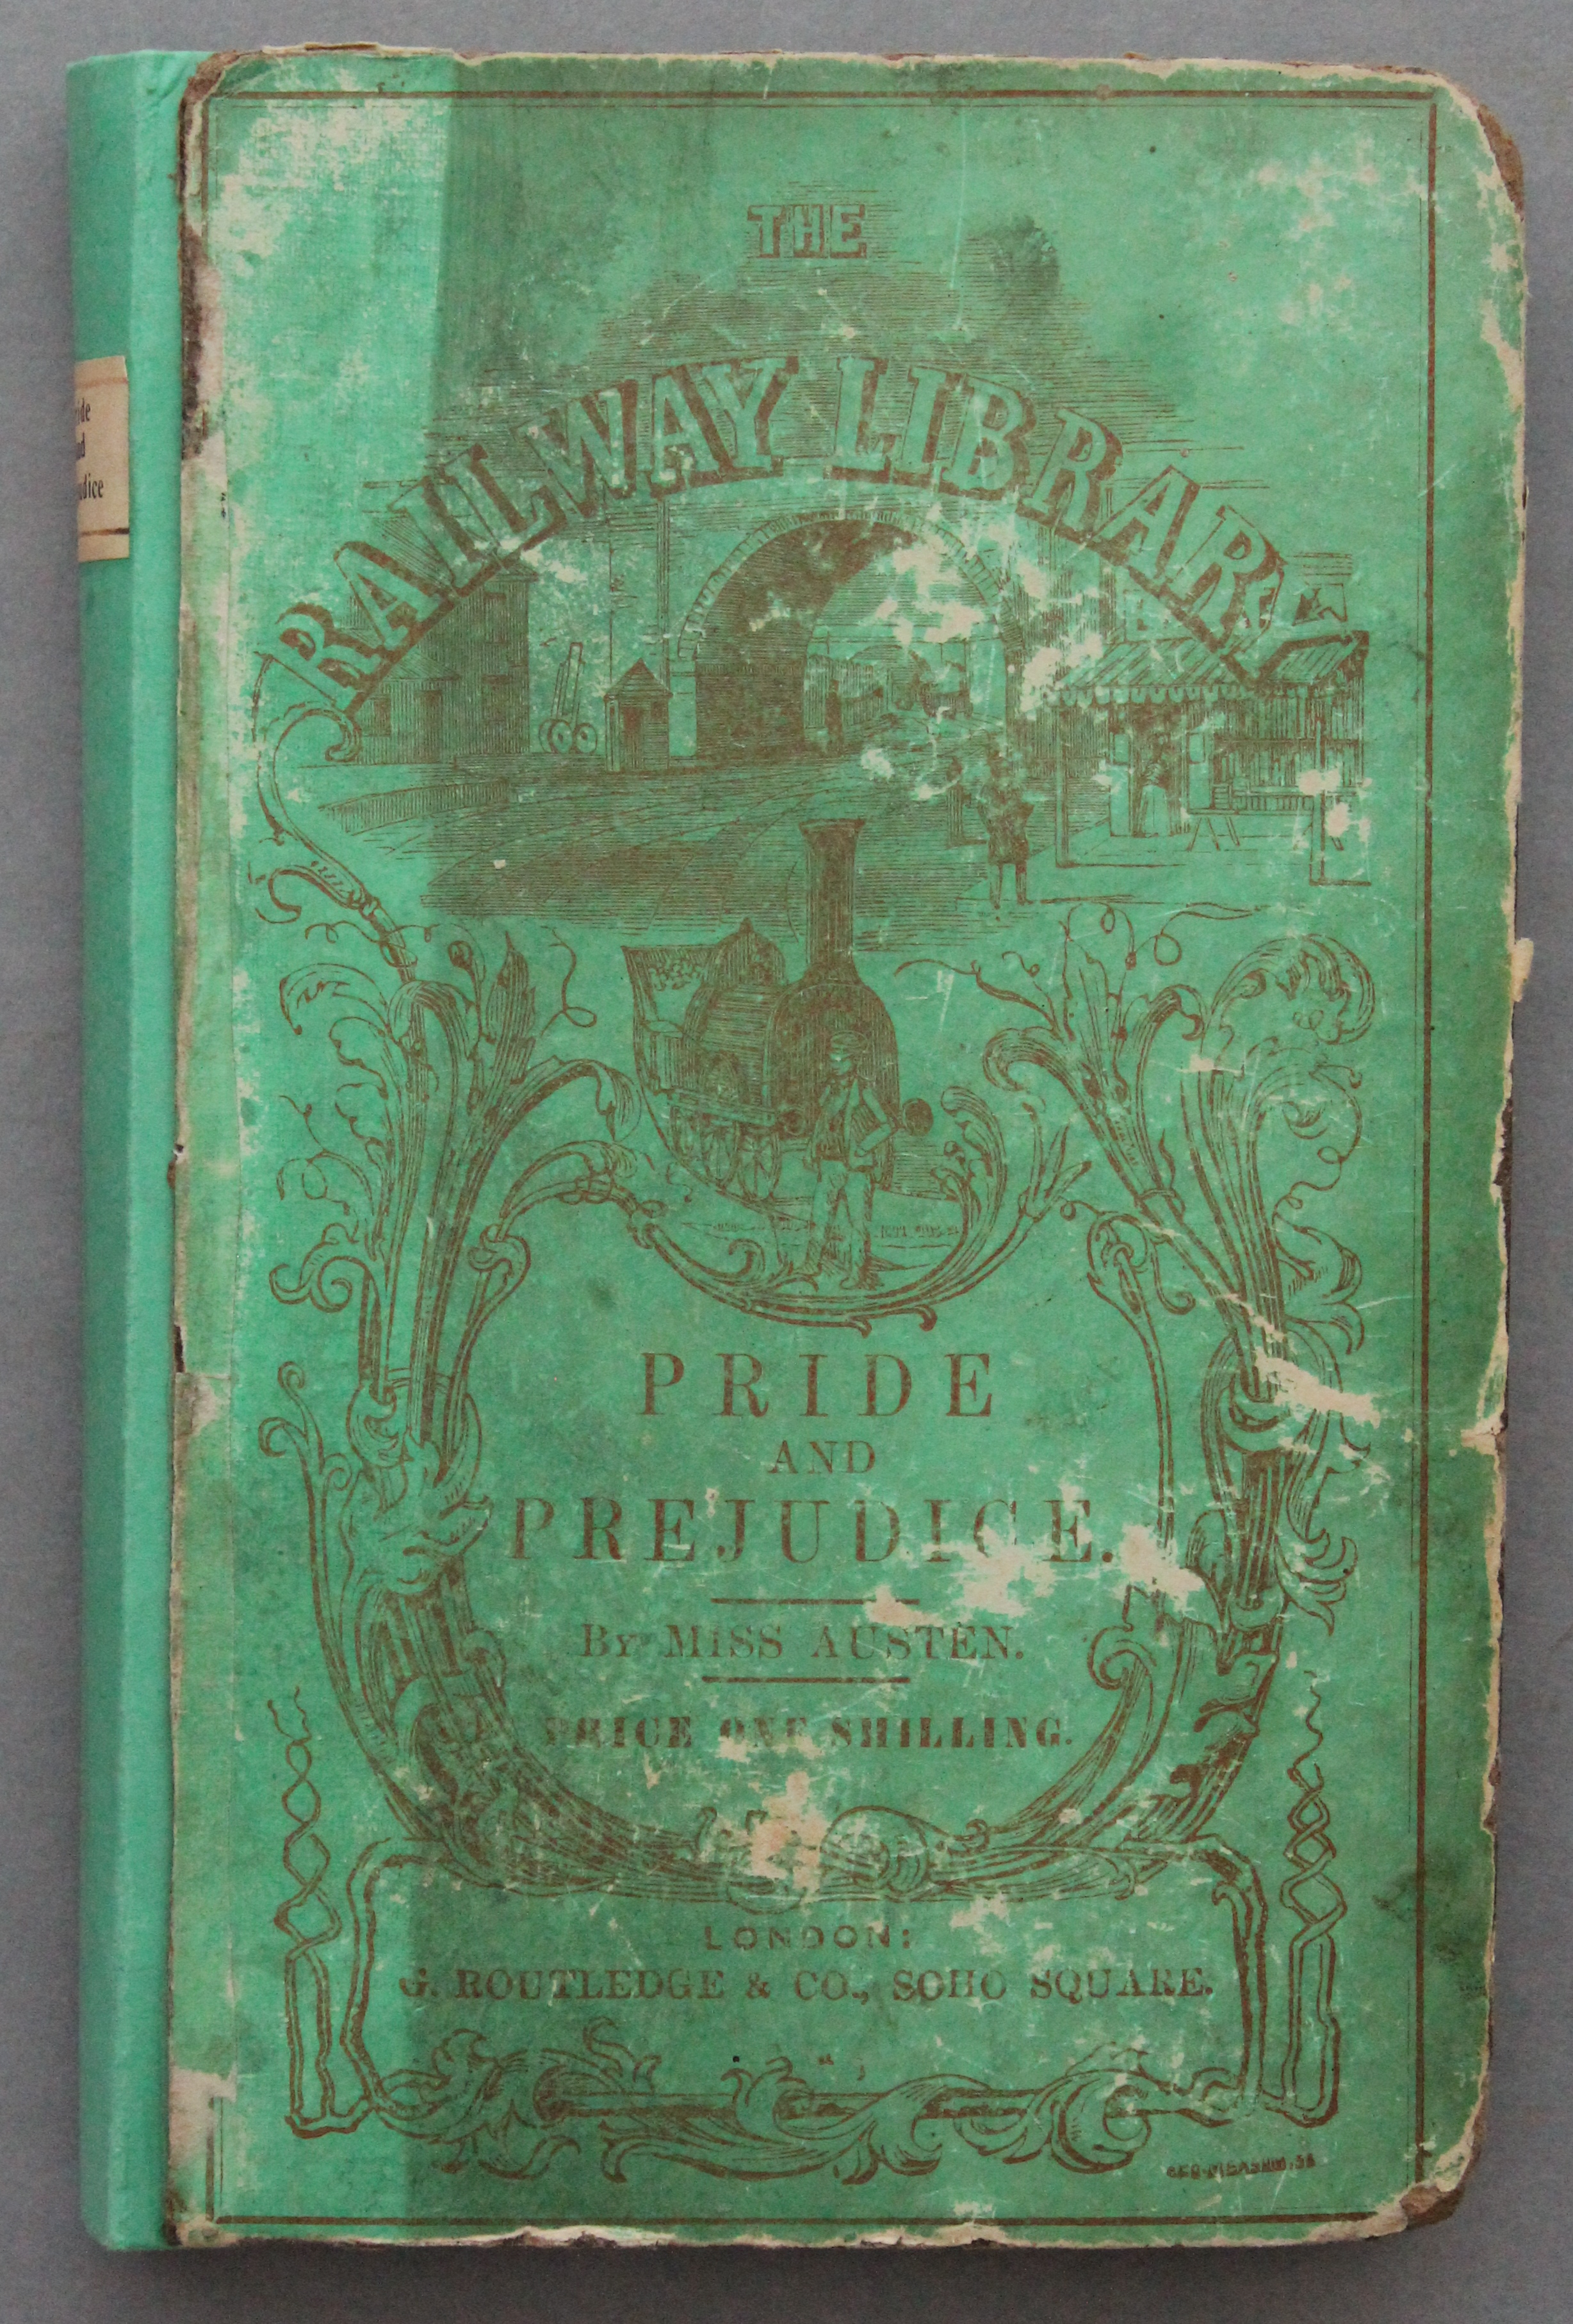 THE
RAILWAY LIBRARY
PRIDE
AND
PREJUDICE.
By MISS AUSTEN.
PRICE ONE SHILLING.
LONDON:
G. ROUTLEDGE & CO., SOHO SQUARE.